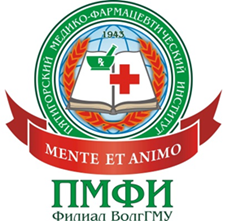 ПЯТИГОРСКИЙ МЕДИКО-ФАРМАЦЕВТИЧЕСКИЙ ИНСТИТУТ
1943
MENTE ET ANIMO
ПМФИ
Филиал ВолгГМУ